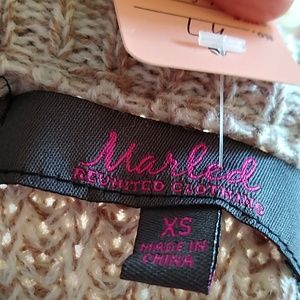 Marled
REUNITED CLOTHING
XS
MADE IN
CHINA